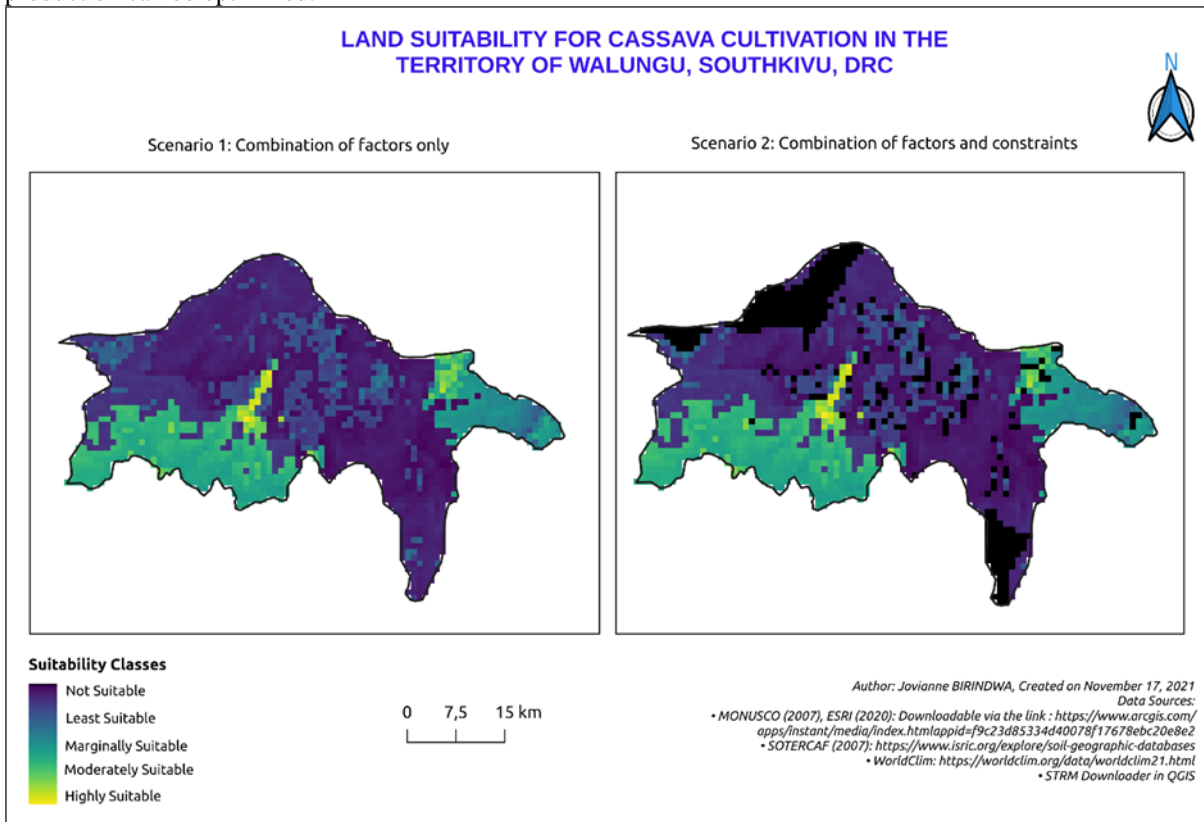 production can be optimized.
LAND SUITABILITY FOR CASSAVA CULTIVATION IN THE
TERRITORY OF WALUNGU, SOUTHKIVU, DRC
N
Scenario 1: Combination of factors only
Scenario 2: Combination of factors and constraints
Suitability Classes
Not Suitable
Least Suitable
Marginally Suitable
Moderately Suitable
Highly Suitable
0 7,5 15 km
Author: Jovianne BIRINDWA, Created on November 17, 2021
Data Sources:
• MONUSCO (2007), ESRI (2020): Downloadable via the link : https://www.arcgis.com/
apps/instant/media/index.htmlappid=f9c23d85334d40078f17678ebc20e8e2
• SOTERCAF (2007): https://www.isric.org/explore/soil-geographic-databases
• WorldClim: https://worldclim.org/data/worldclim21.html
• STRM Downloader in QGIS